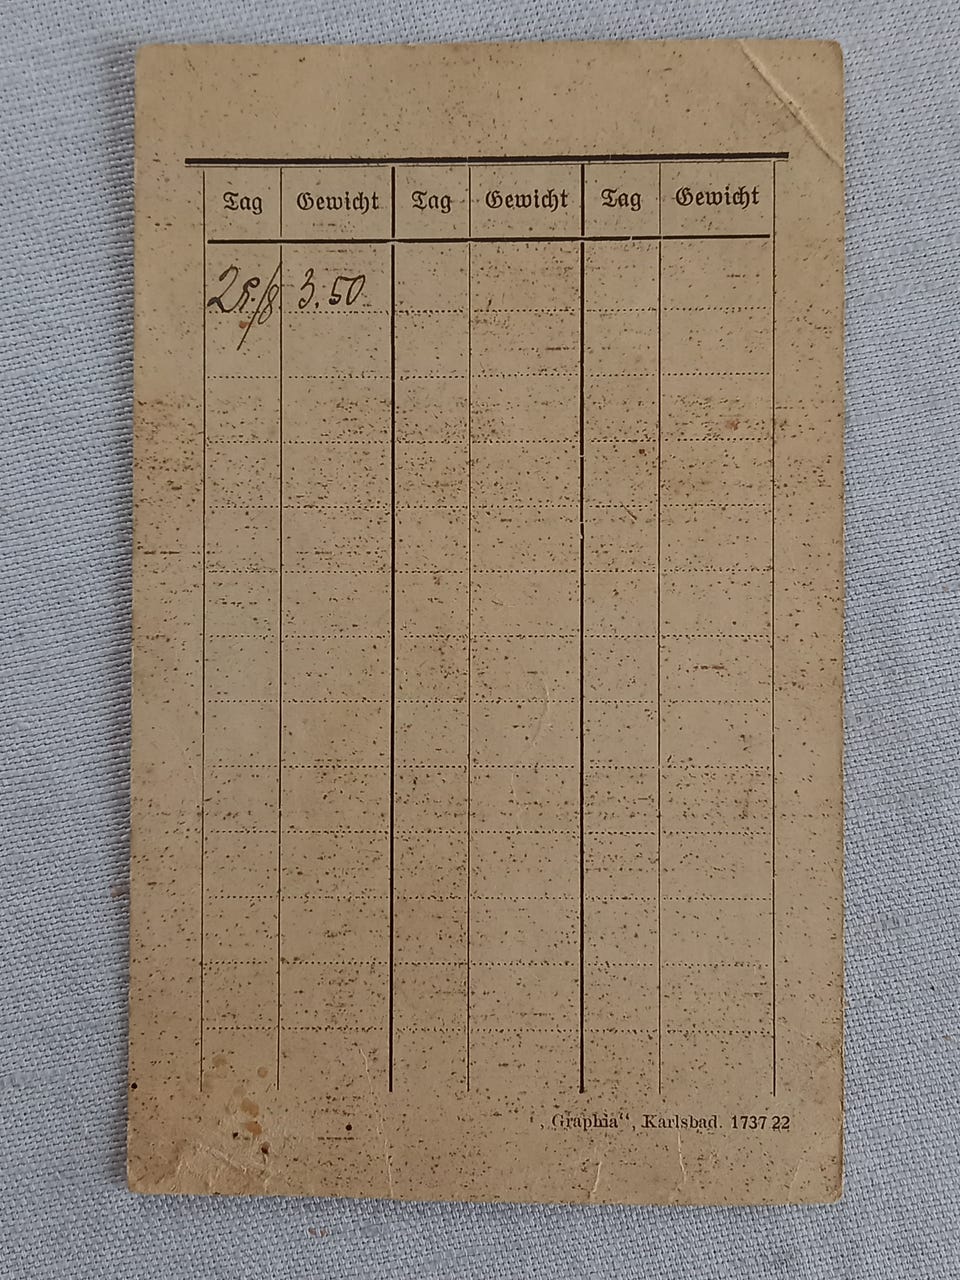 Tag Gewicht Tag Gewicht Tag Gewicht
25./8. 3.50
„Graphia“, Karlsbad. 1737 22